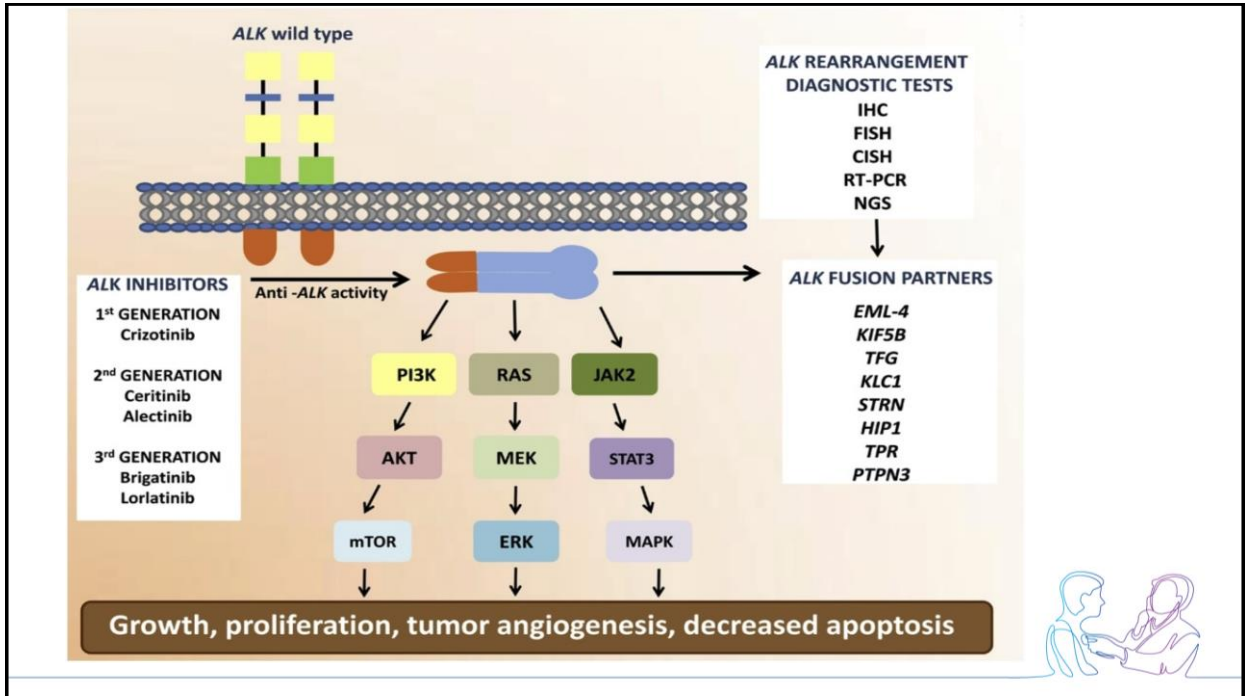 ALK wild type
ALK REARRANGEMENT
DIAGNOSTIC TESTS
IHC
FISH
CISH
RT-PCR
NGS
ALK INHIBITORS
1st GENERATION
Crizotinib
2nd GENERATION
Ceritinib
Alectinib
3rd GENERATION
Brigatinib
Lorlatinib
Anti -ALK activity
PI3K
RAS
JAK2
AKT
MEK
STAT3
mTOR
ERK
MAPK
ALK FUSION PARTNERS
EML-4
KIF5B
TFG
KLC1
STRN
HIP1
TPR
PTPN3
Growth, proliferation, tumor angiogenesis, decreased apoptosis